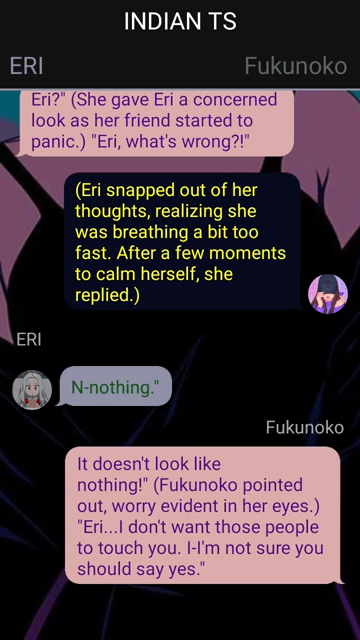 INDIAN TS
ERI
Fukunoko
Eri?" (She gave Eri a concerned
look as her friend started to
panic.) "Eri, what's wrong?!"
(Eri snapped out of her
thoughts, realizing she
was breathing a bit too
fast. After a few moments
to calm herself, she
replied.)
ERI
N-nothing."
Fukunoko
It doesn't look like
nothing!" (Fukunoko pointed
out, worry evident in her eyes.)
"Eri...I don't want those people
to touch you. I-I'm not sure you
should say yes."